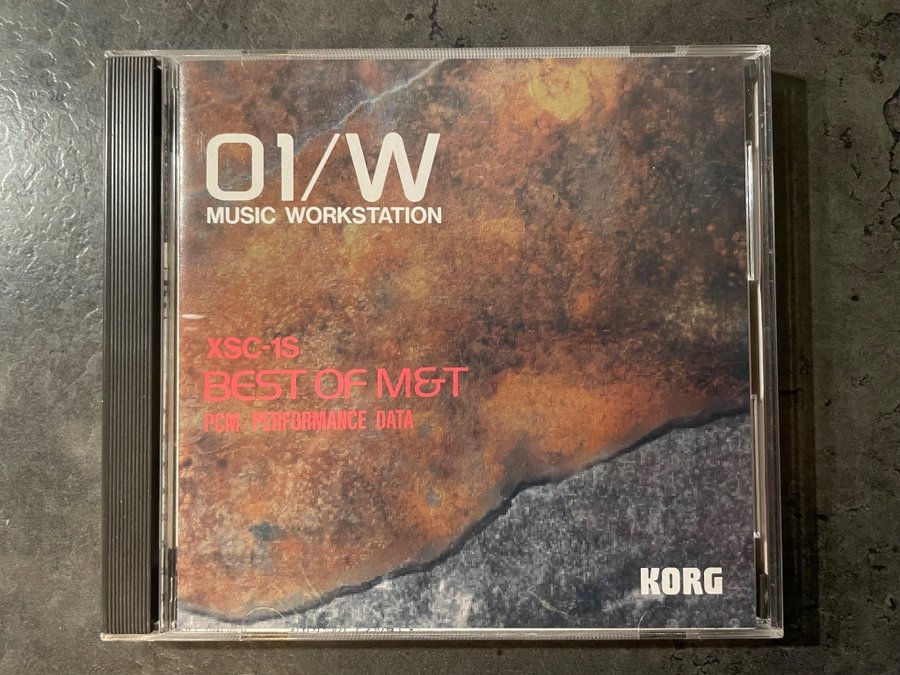 01/W
MUSIC WORKSTATION
XSC-1S
BEST OF M&T
PCM PERFORMANCE DATA
KORG